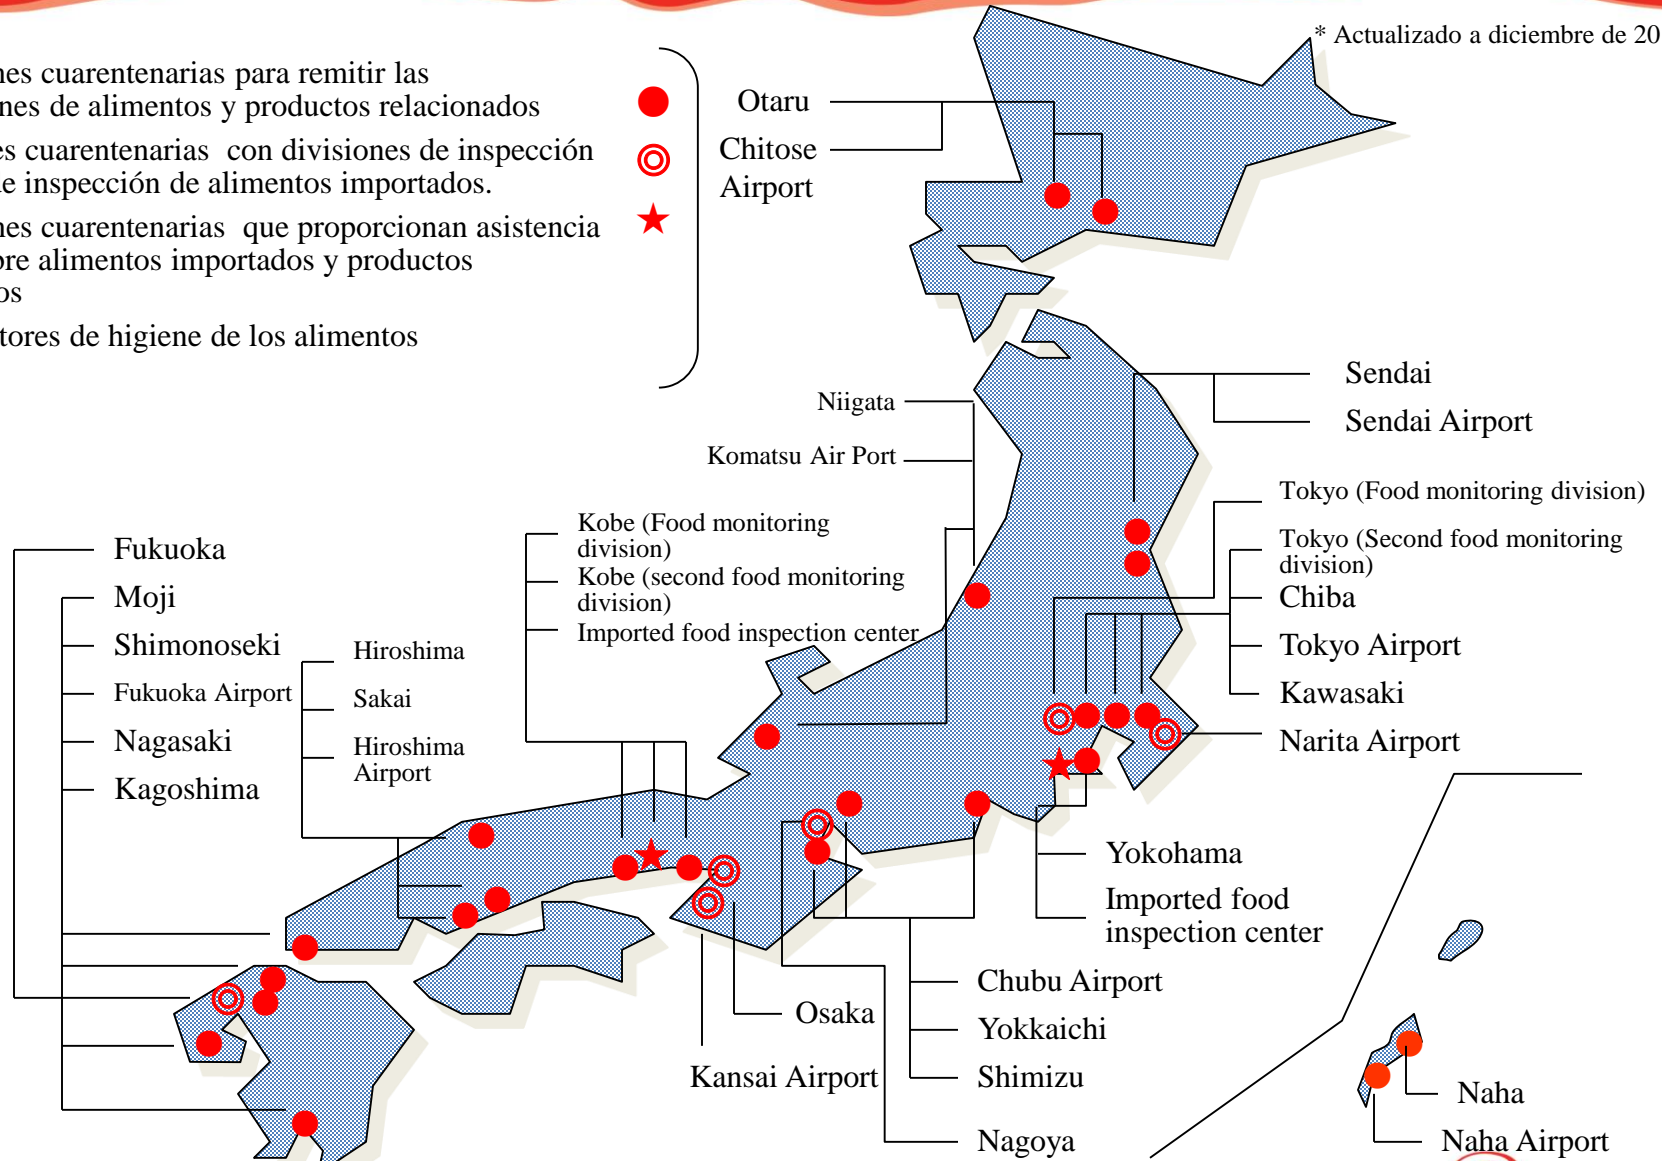 * Actualizado a diciembre de 20
nes cuarentenarias para remitir las
nes de alimentos y productos relacionados
es cuarentenarias con divisiones de inspección
de inspección de alimentos importados.
nes cuarentenarias que proporcionan asistencia
bre alimentos importados y productos
os
tores de higiene de los alimentos
Otaru
Chitose
Airport
Niigata
Komatsu Air Port
Sendai
Sendai Airport
Tokyo (Food monitoring division)
Tokyo (Second food monitoring
division)
Chiba
Tokyo Airport
Kawasaki
Narita Airport
Kobe (Food monitoring
division)
Kobe (second food monitoring
division)
Imported food inspection center
Fukuoka
Moji
Shimonoseki
Fukuoka Airport
Nagasaki
Kagoshima
Hiroshima
Sakai
Hiroshima
Airport
Yokohama
Imported food
inspection center
Chubu Airport
Yokkaichi
Shimizu
Nagoya
Osaka
Kansai Airport
Naha
Naha Airport